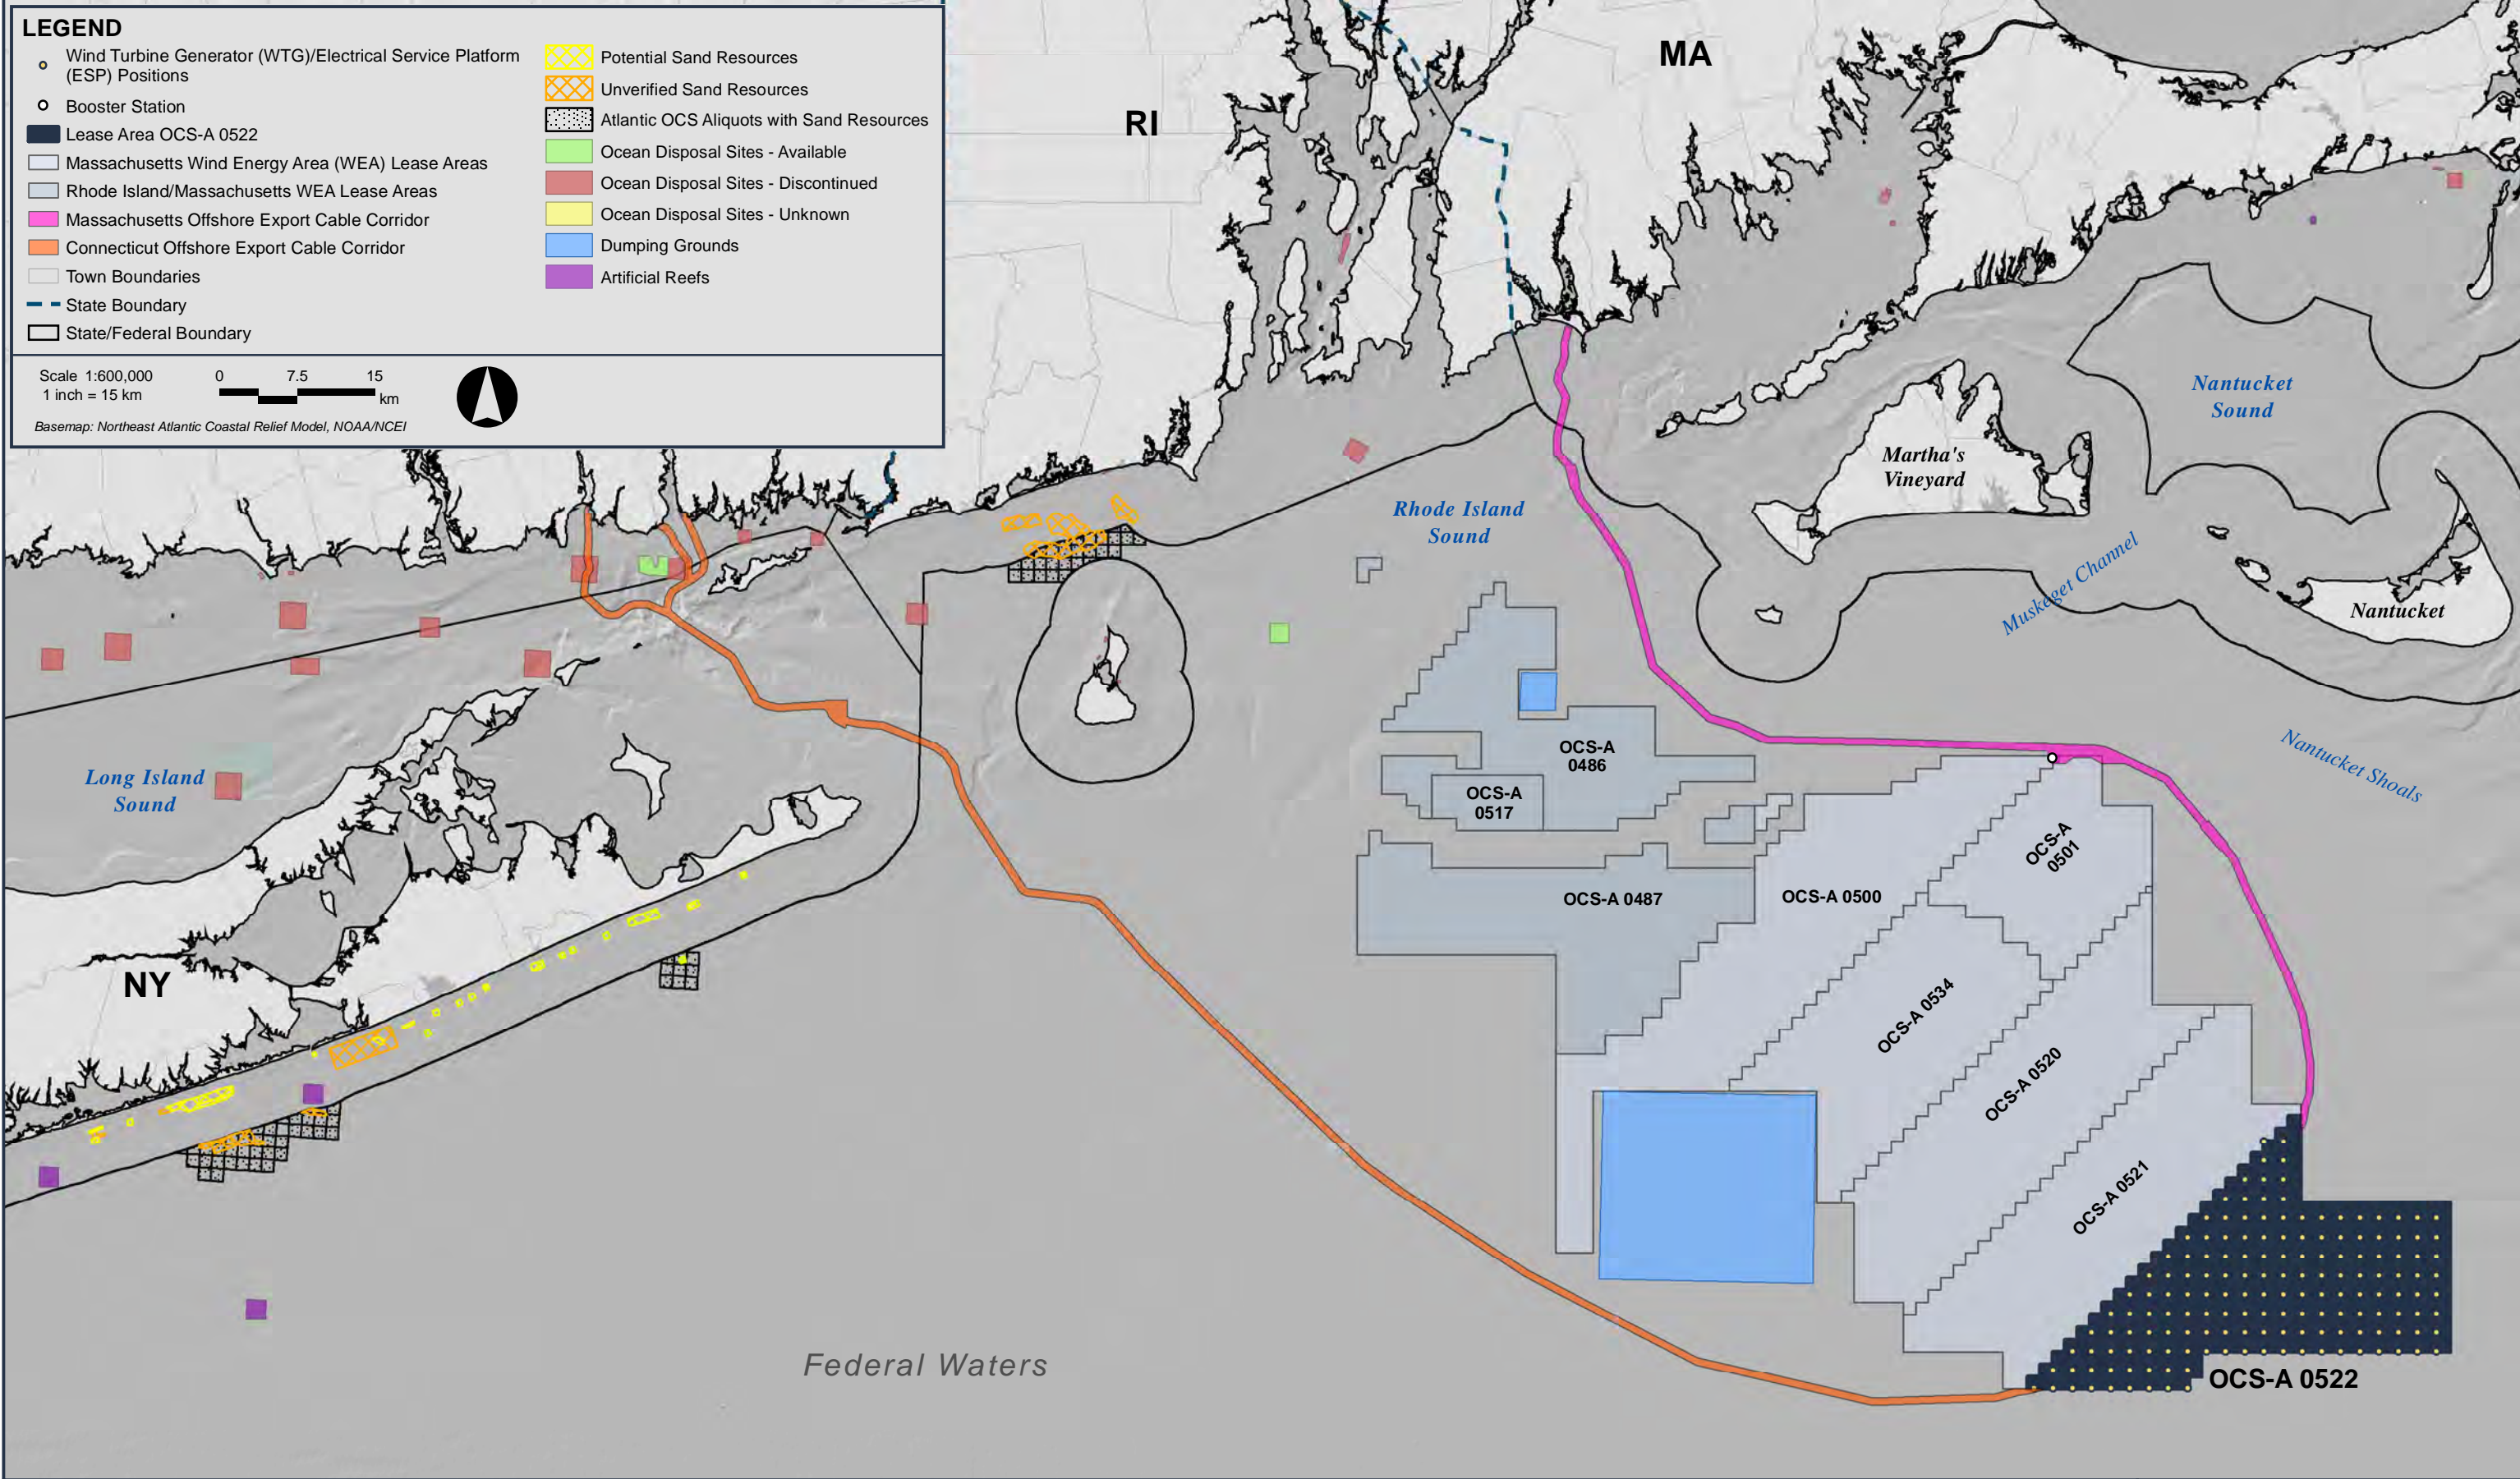 LEGEND
Wind Turbine Generator (WTG)/Electrical Service Platform
(ESP) Positions
Booster Station
Lease Area OCS-A 0522
Massachusetts Wind Energy Area (WEA) Lease Areas
Rhode Island/Massachusetts WEA Lease Areas
Massachusetts Offshore Export Cable Corridor
Connecticut Offshore Export Cable Corridor
Town Boundaries
State Boundary
State/Federal Boundary
Potential Sand Resources
Unverified Sand Resources
Atlantic OCS Aliquots with Sand Resources
Ocean Disposal Sites - Available
Ocean Disposal Sites - Discontinued
Ocean Disposal Sites - Unknown
Dumping Grounds
Artificial Reefs
Scale 1:600,000
1 inch = 15 km
0 7.5 15
km
Basemap: Northeast Atlantic Coastal Relief Model, NOAA/NCEI
MA
RI
Nantucket
Sound
Martha's
Vineyard
Rhode Island
Sound
Muskeget Channel
Nantucket
Nantucket Shoals
Long Island
Sound
OCS-A
0486
OCS-A
0517
OCS-A
0501
OCS-A 0487
OCS-A 0500
NY
OCS-A 0534
OCS-A 0520
OCS-A 0521
Federal Waters
OCS-A 0522